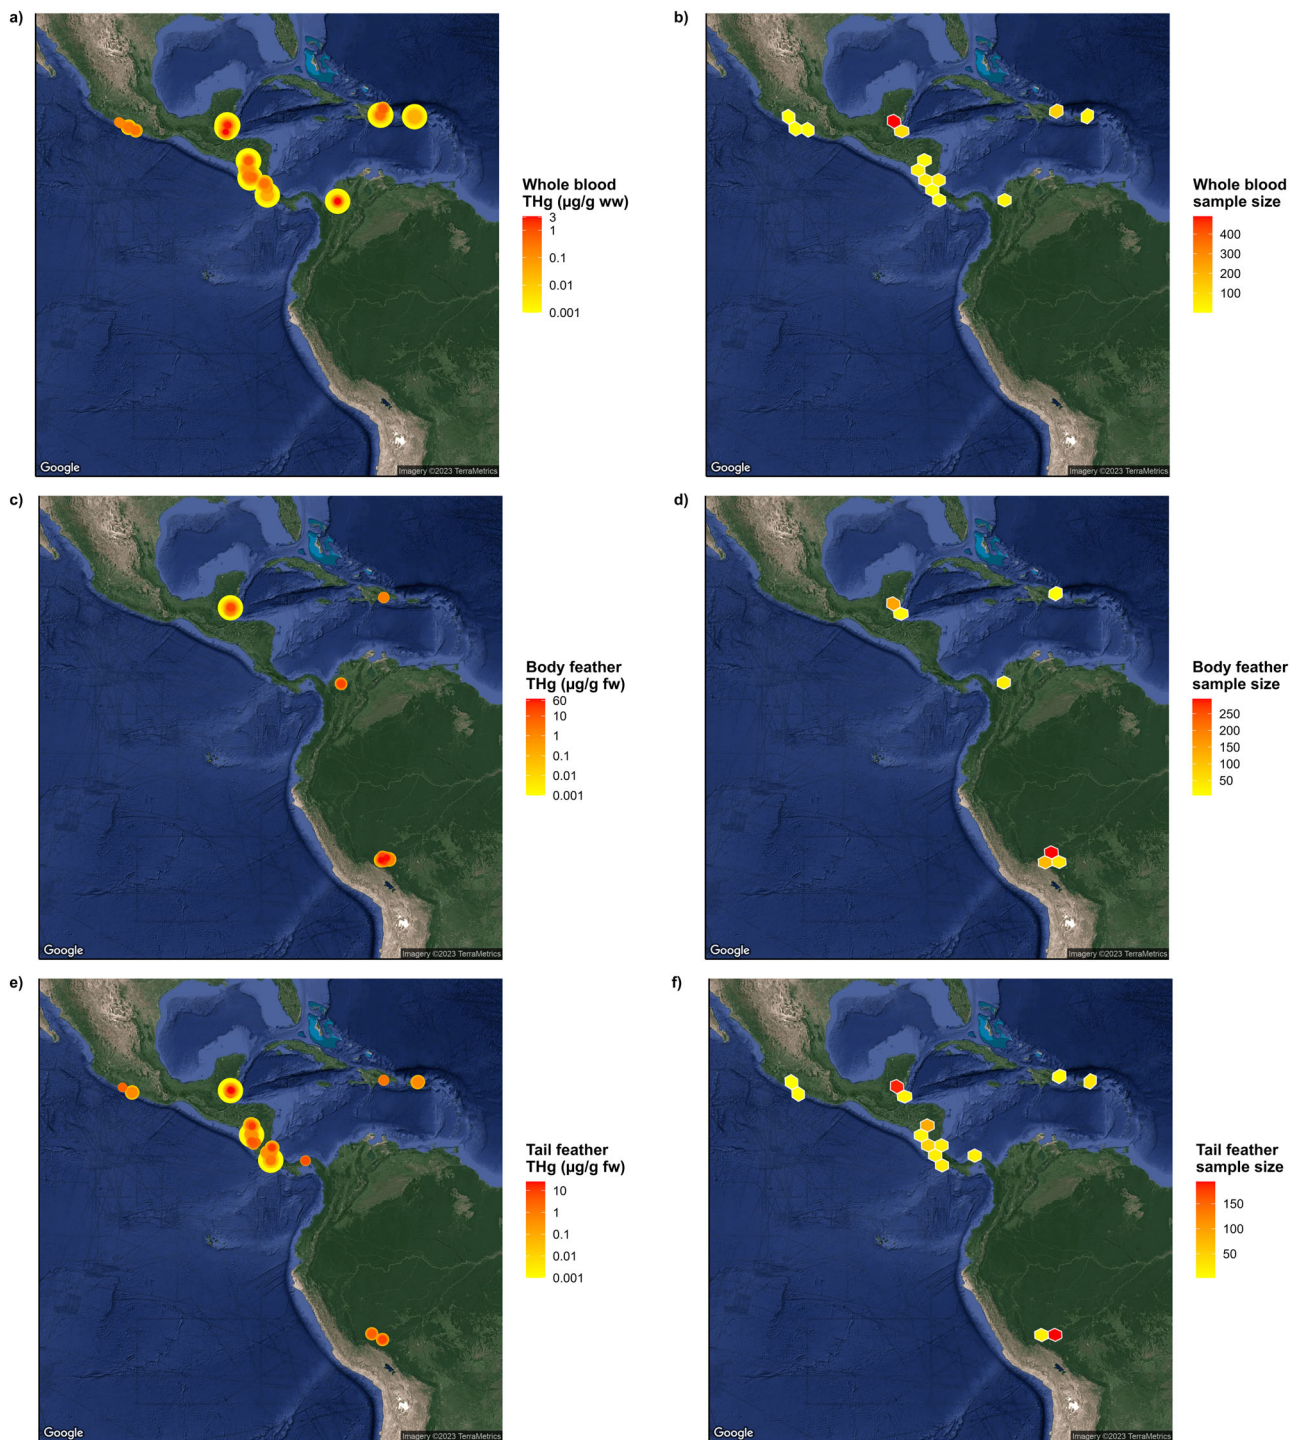 a)
b)
Whole blood
THg (µg/g ww)
3
1
0.1
0.01
0.001
Whole blood
sample size
400
300
200
100
Google
Imagery ©2023 TerraMetrics
Google
Imagery ©2023 TerraMetrics
c)
d)
Body feather
THg (µg/g fw)
60
10
1
0.1
0.01
0.001
Body feather
sample size
250
200
150
100
50
Google
Imagery ©2023 TerraMetrics
Google
Imagery ©2023 TerraMetrics
e)
f)
Tail feather
THg (µg/g fw)
10
1
0.1
0.01
0.001
Tail feather
sample size
150
100
50
Google
Imagery ©2023 TerraMetrics
Google
Imagery ©2023 TerraMetrics